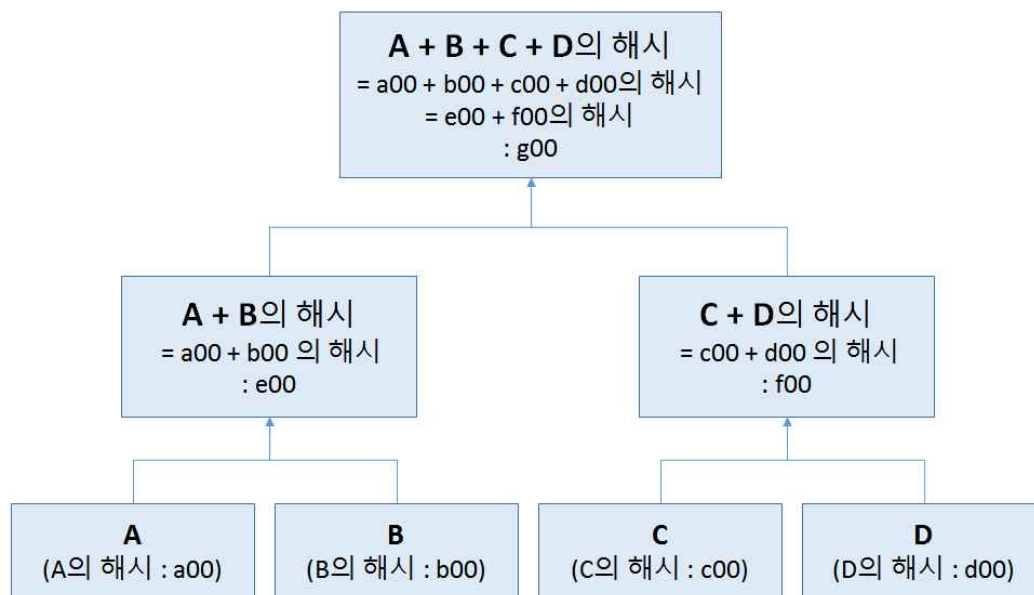 A + B + C + D의 해시
= a00 + b00 + c00 + d00의 해시
= e00 + f00의 해시
: g00
A + B의 해시
= a00 + b00 의 해시
: e00
C + D의 해시
= c00 + d00 의 해시
: f00
A
(A의 해시 : a00)
B
(B의 해시 : b00)
C
(C의 해시 : c00)
D
(D의 해시 : d00)